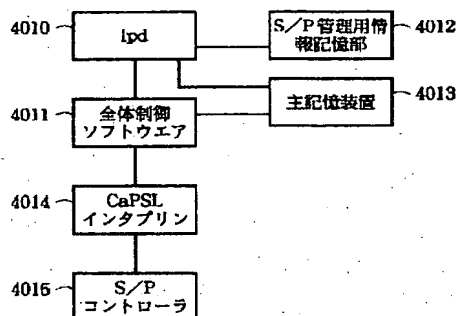 4010
lpd
S/P管理用情
報記憶部
4012
4011
全体制御
ソフトウエア
主記憶装置
4013
4014
CaPSL
インタプリン
4015
S/P
コントローラ